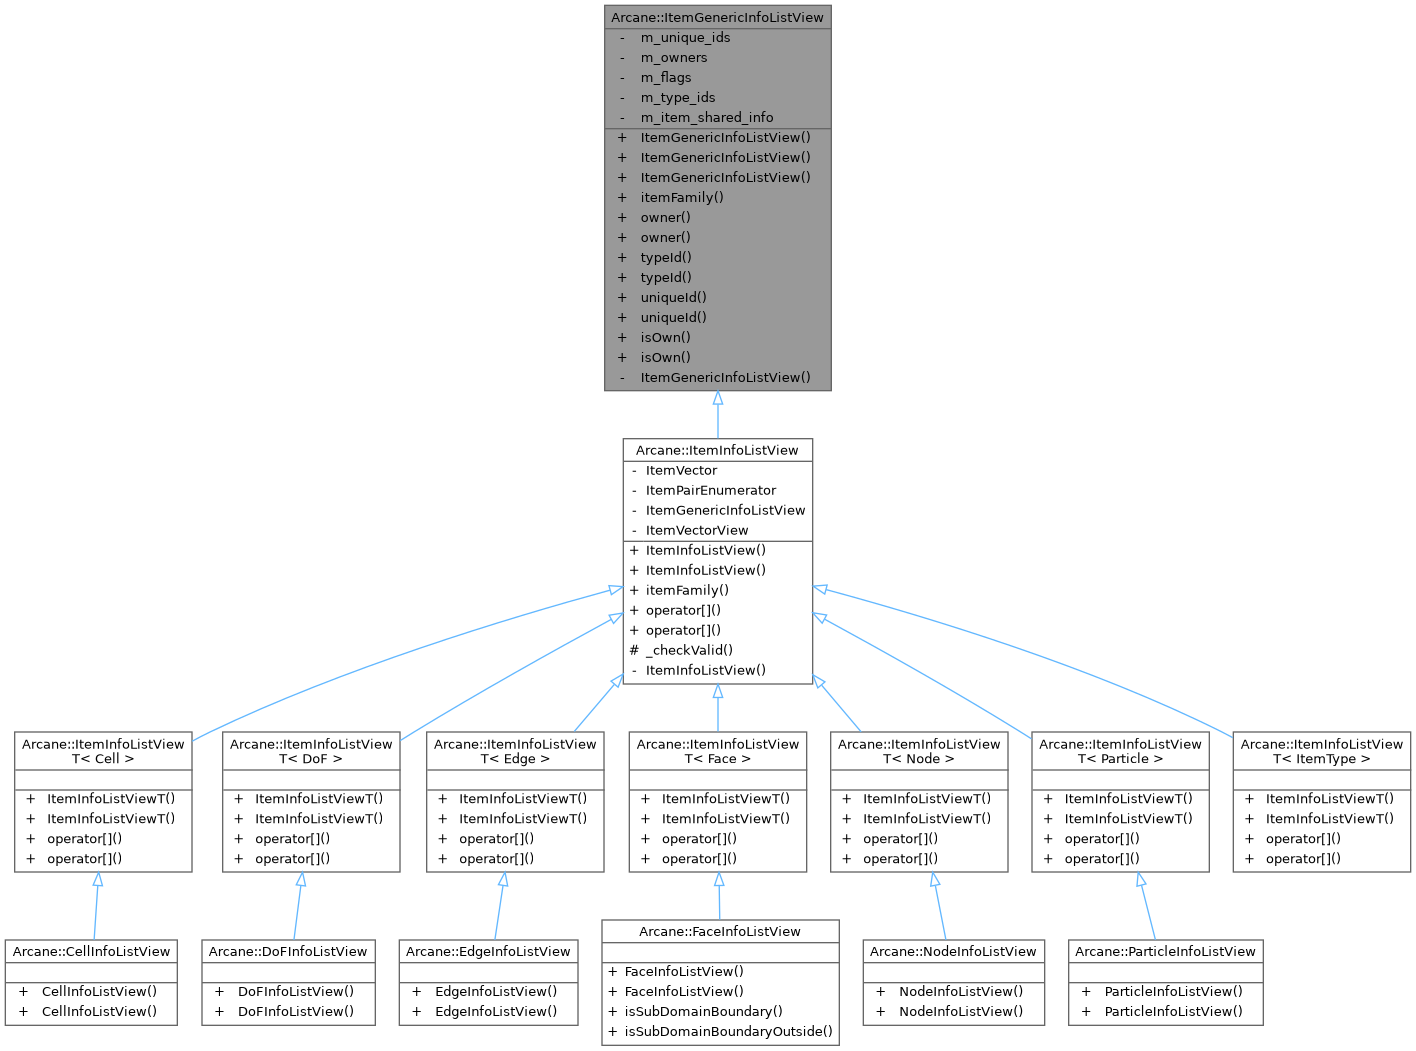 Arcane::ItemGenericInfoListView
- m_unique_ids
- m_owners
- m_flags
- m_type_ids
- m_item_shared_info
+ ItemGenericInfoListView()
+ ItemGenericInfoListView()
+ ItemGenericInfoListView()
+ itemFamily()
+ owner()
+ owner()
+ typeId()
+ typeId()
+ uniqueId()
+ uniqueId()
+ isOwn()
+ isOwn()
- ItemGenericInfoListView()
Arcane::ItemInfoListView
- ItemVector
- ItemPairEnumerator
- ItemGenericInfoListView
- ItemVectorView
+ ItemInfoListView()
+ ItemInfoListView()
+ itemFamily()
+ operator[]()
+ operator[]()
# _checkValid()
- ItemInfoListView()
Arcane::ItemInfoListView
T< Cell >
+ ItemInfoListViewT()
+ ItemInfoListViewT()
+ operator[]()
+ operator[]()
Arcane::ItemInfoListView
T< DoF >
+ ItemInfoListViewT()
+ ItemInfoListViewT()
+ operator[]()
+ operator[]()
Arcane::ItemInfoListView
T< Edge >
+ ItemInfoListViewT()
+ ItemInfoListViewT()
+ operator[]()
+ operator[]()
Arcane::ItemInfoListView
T< Face >
+ ItemInfoListViewT()
+ ItemInfoListViewT()
+ operator[]()
+ operator[]()
Arcane::ItemInfoListView
T< Node >
+ ItemInfoListViewT()
+ ItemInfoListViewT()
+ operator[]()
+ operator[]()
Arcane::ItemInfoListView
T< Particle >
+ ItemInfoListViewT()
+ ItemInfoListViewT()
+ operator[]()
+ operator[]()
Arcane::ItemInfoListView
T< ItemType >
+ ItemInfoListViewT()
+ ItemInfoListViewT()
+ operator[]()
+ operator[]()
Arcane::CellInfoListView
+ CellInfoListView()
+ CellInfoListView()
Arcane::DoFInfoListView
+ DoFInfoListView()
+ DoFInfoListView()
Arcane::EdgeInfoListView
+ EdgeInfoListView()
+ EdgeInfoListView()
Arcane::FaceInfoListView
+ FaceInfoListView()
+ FaceInfoListView()
+ isSubDomainBoundary()
+ isSubDomainBoundaryOutside()
Arcane::NodeInfoListView
+ NodeInfoListView()
+ NodeInfoListView()
Arcane::ParticleInfoListView
+ ParticleInfoListView()
+ ParticleInfoListView()